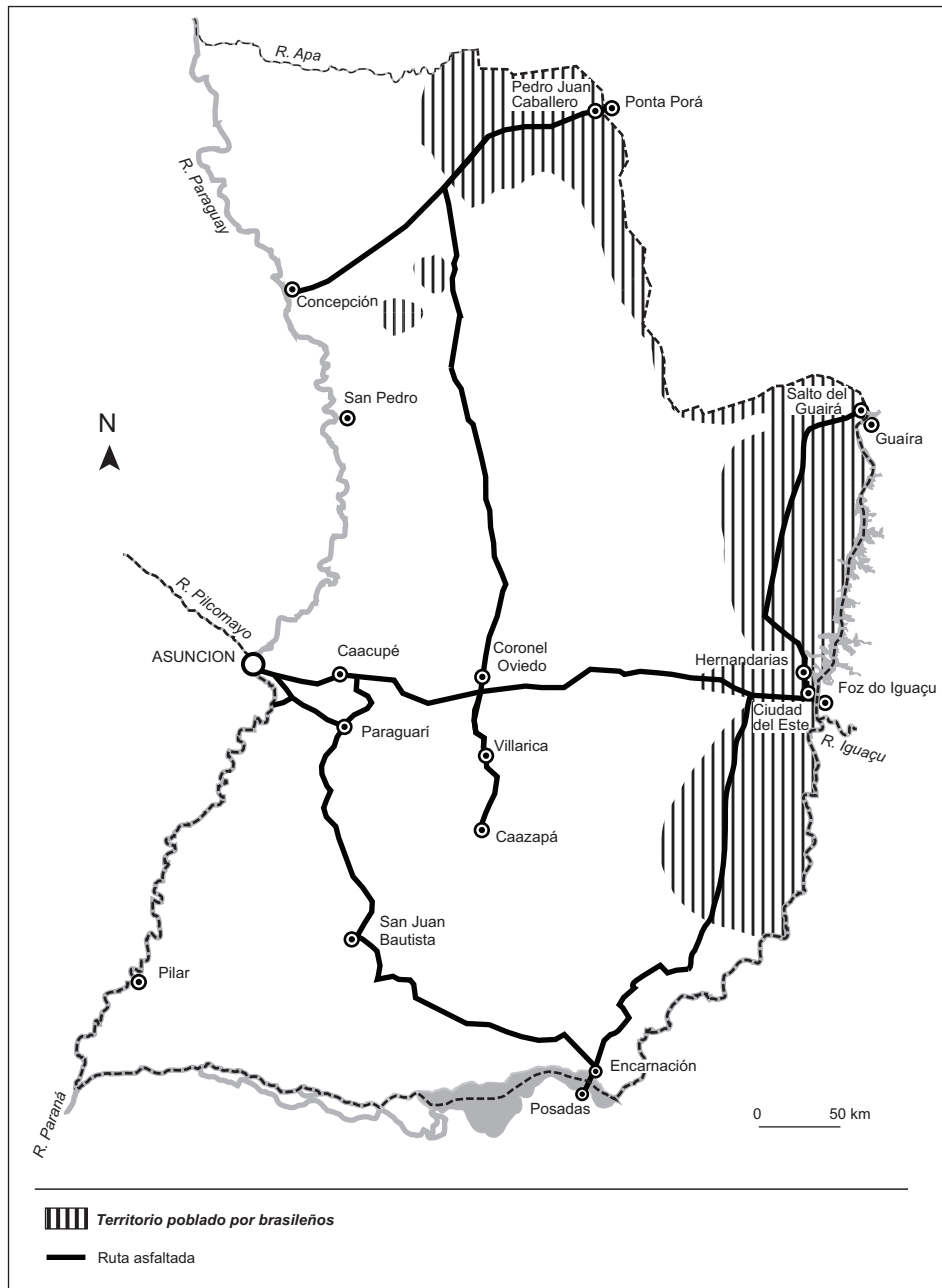 R. Apa
Pedro Juan
Caballero
Ponta Porá
R. Paraguay
Concepción
San Pedro
Salto del
Guairá
Guaíra
N
R. Pilcomayo
ASUNCION
Caacupé
Coronel
Oviedo
Hernandarias
Foz do Iguaçu
Ciudad
del Este
Paraguarí
Villarica
R. Iguaçu
Caazapá
San Juan
Bautista
Pilar
Encarnación
Posadas
R. Paraná
0 50 km
Territorio poblado por brasileños
Ruta asfaltada